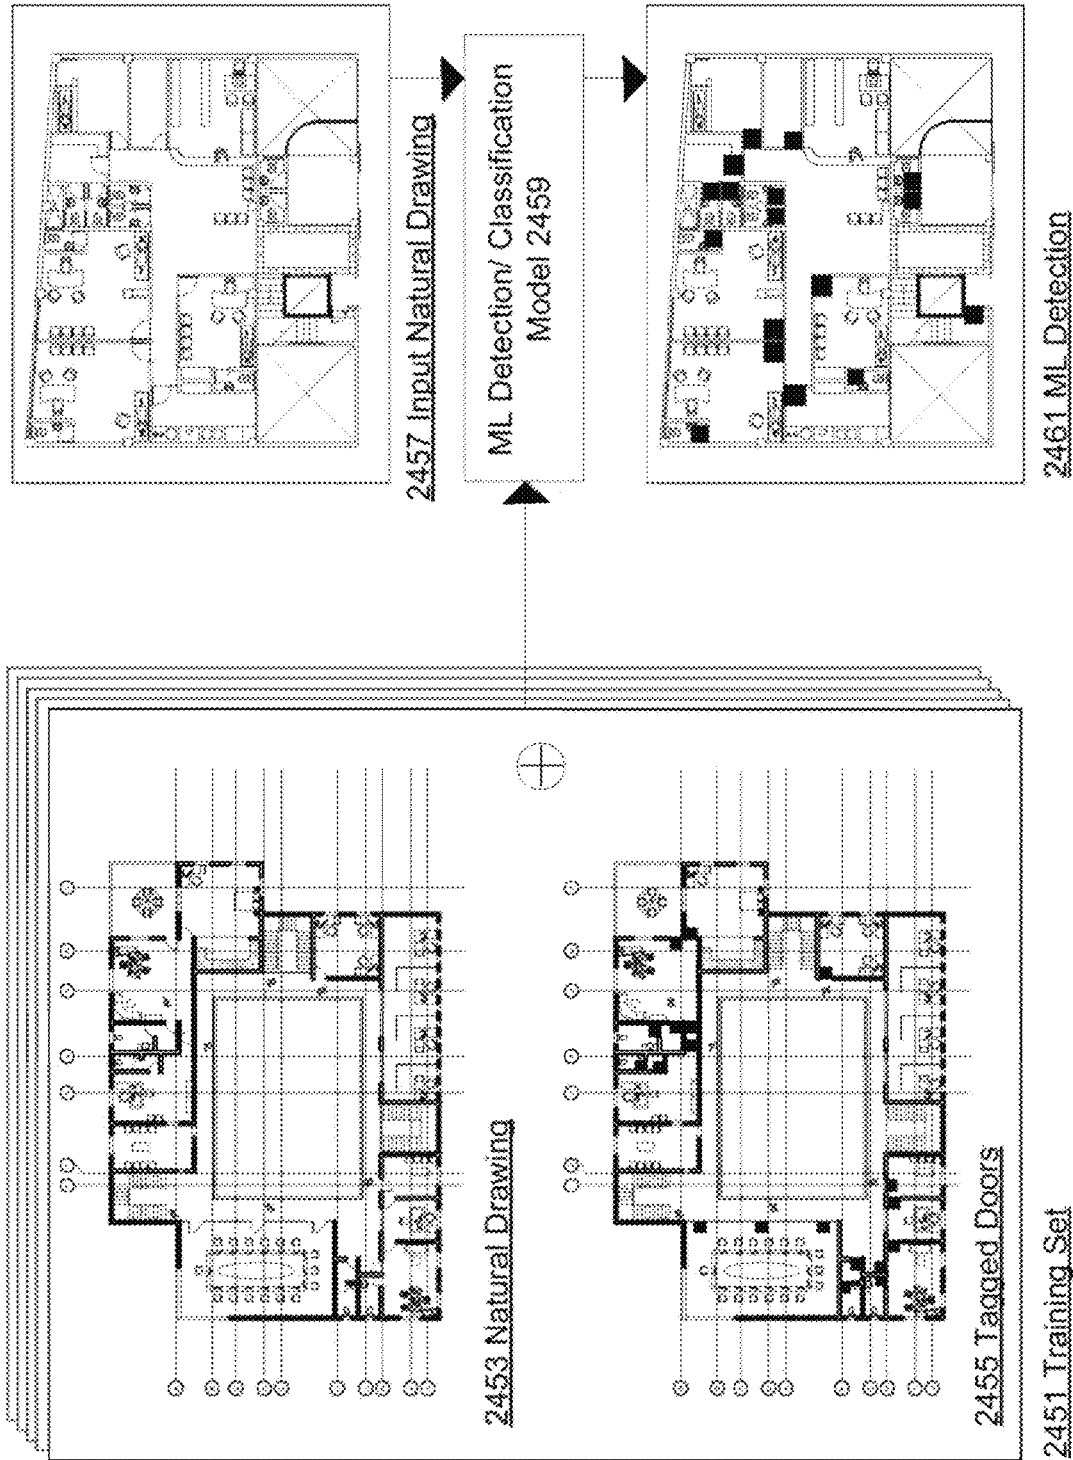 2453 Natural Drawing
2455 Tagged Doors
2451 Training Set
2457 Input Natural Drawing
ML Detection/ Classification
Model 2459
2461 ML Detection